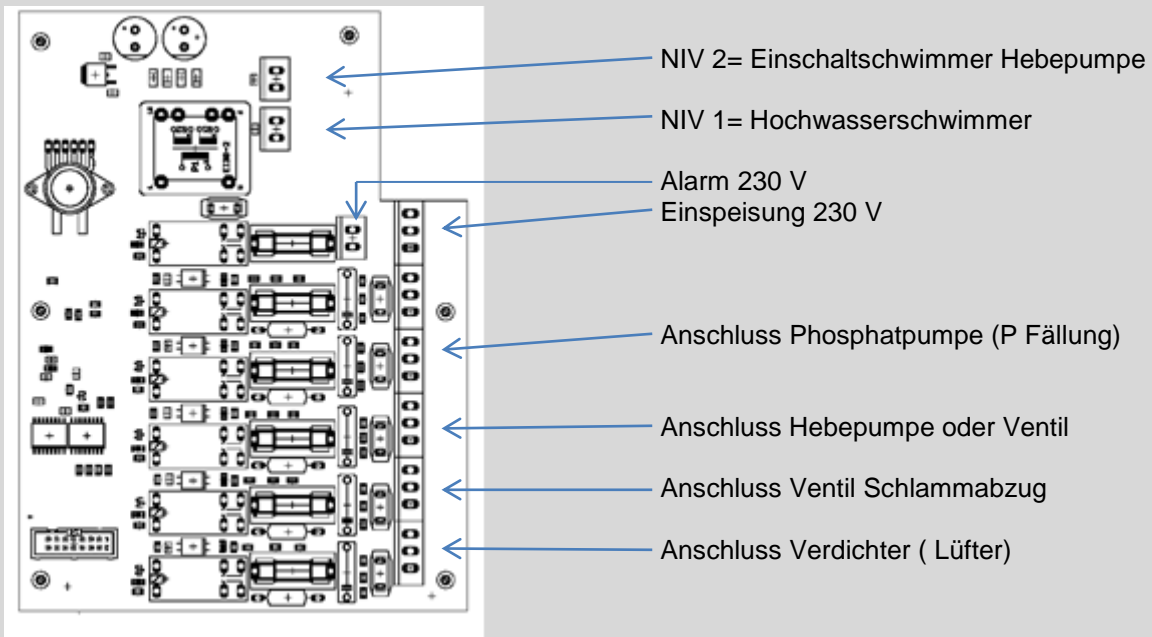 NIV 2= Einschaltschwimmer Hebepumpe
NIV 1= Hochwasserschwimmer
Alarm 230 V
Einspeisung 230 V
Anschluss Phosphatpumpe (P Fällung)
Anschluss Hebepumpe oder Ventil
Anschluss Ventil Schlammabzug
Anschluss Verdichter ( Lüfter)